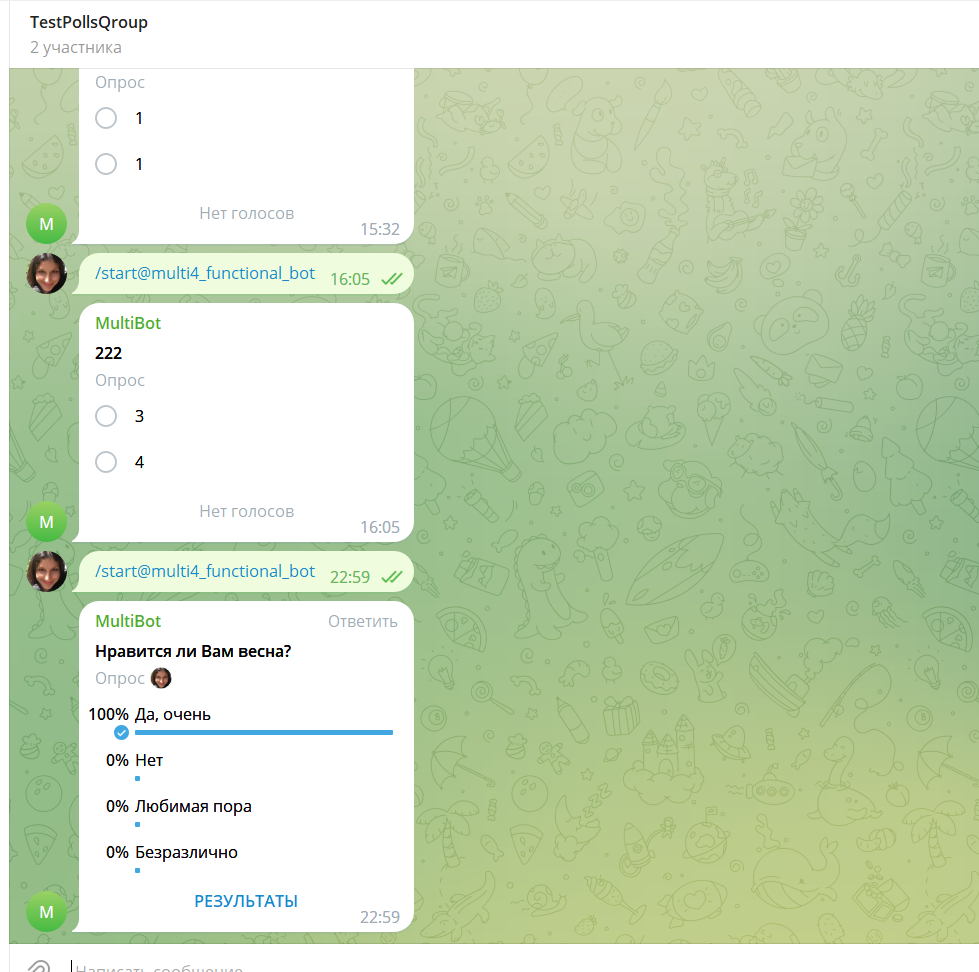 TestPollsQroup
2 участника
Опрос
1
1
Нет голосов
15:32
M
/start@multi4_functional_bot 16:05
MultiBot
222
Опрос
3
4
Нет голосов
16:05
M
/start@multi4_functional_bot 22:59
MultiBot Ответить
Нравится ли Вам весна?
Опрос
100% Да, очень
0% Нет
0% Любимая пора
0% Безразлично
РЕЗУЛЬТАТЫ
22:59
M
Написать сообщение